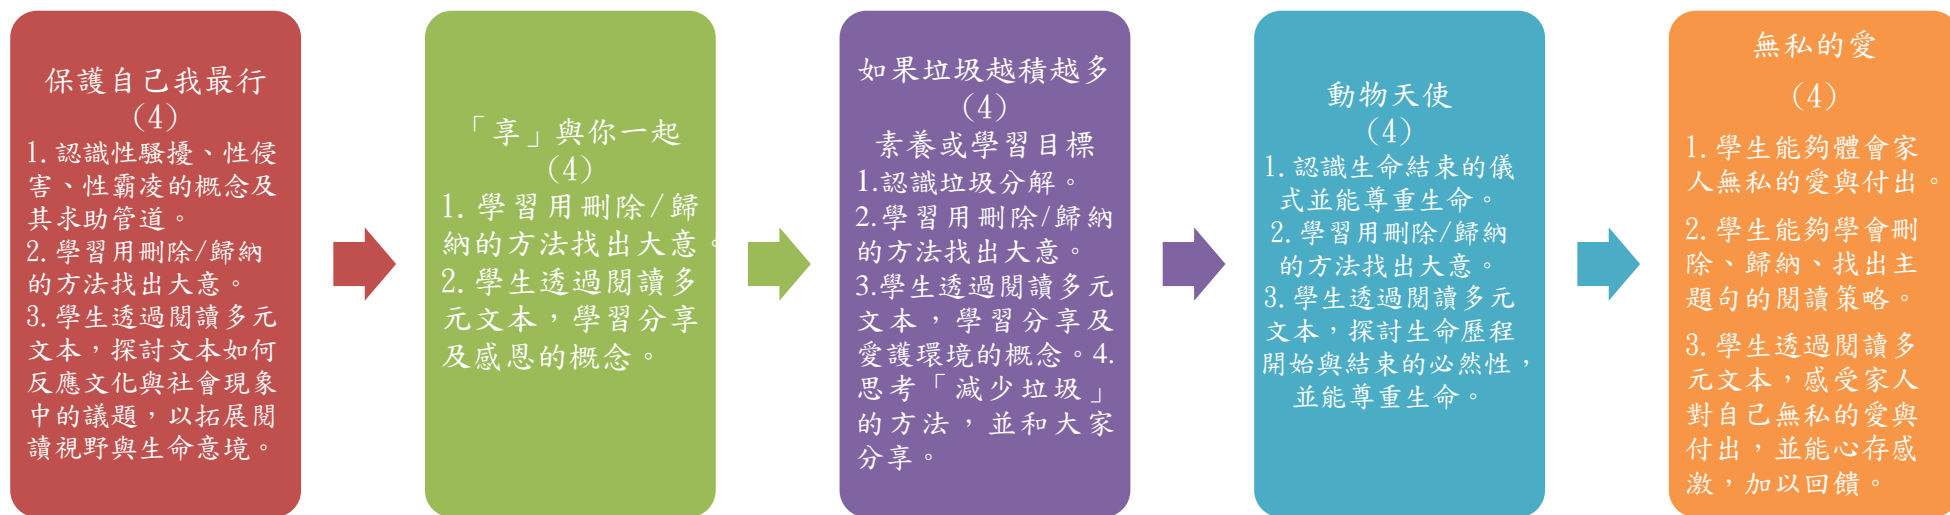 保護自己我最行
(4)
1. 認識性騷擾、性侵
害、性霸凌的概念及
其求助管道。
2. 學習用刪除/歸納
的方法找出大意。
3. 學生透過閱讀多元
文本，探討文本如何
反應文化與社會現象
中的議題，以拓展閱
讀視野與生命意境。
「享」與你一起
(4)
1. 學習用刪除/歸
納的方法找出大意。
2. 學生透過閱讀多
元文本，學習分享
及感恩的概念。
如果垃圾越積越多
(4)
素養或學習目標
1.認識垃圾分解。
2.學習用刪除/歸納
的方法找出大意。
3.學生透過閱讀多元
文本，學習分享及
愛護環境的概念。4.
思考「減少垃圾」
的方法，並和大家
分享。
動物天使
(4)
1. 認識生命結束的儀
式並能尊重生命。
2. 學習用刪除/歸納
的方法找出大意。
3. 學生透過閱讀多元
文本，探討生命歷程
開始與結束的必然性，
並能尊重生命。
無私的愛
(4)
1. 學生能夠體會家
人無私的愛與付出。
2. 學生能夠學會刪
除、歸納、找出主
題句的閱讀策略。
3. 學生透過閱讀多
元文本，感受家人
對自己無私的愛與
付出，並能心存感
激，加以回饋。